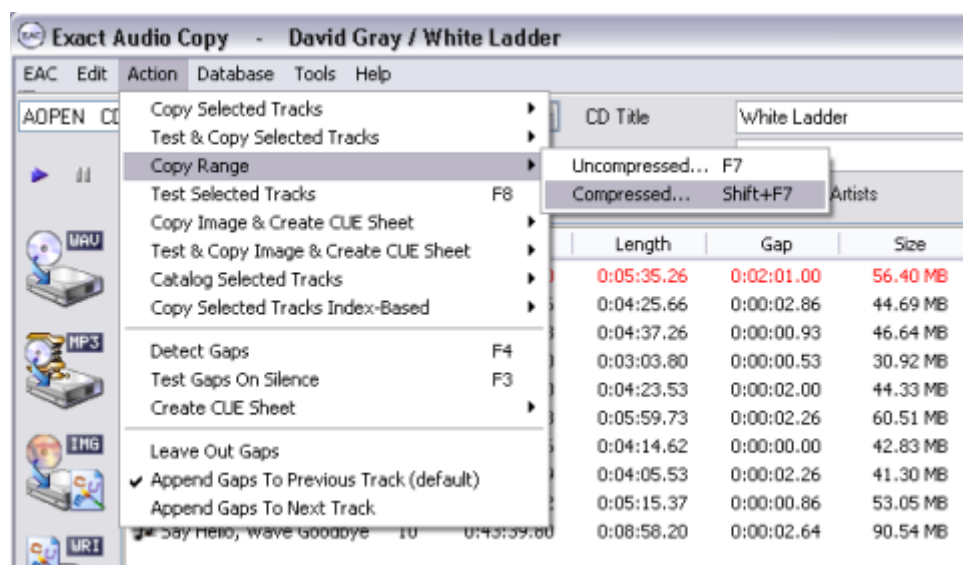 EAC Exact Audio Copy - David Gray / White Ladder
EAC Edit Action Database Tools Help
AOPEN CD Title White Ladder
Copy Selected Tracks
Test & Copy Selected Tracks
Copy Range
Uncompressed... F7
Compressed... Shift+F7
Artists
Test Selected Tracks F8
Copy Image & Create CUE Sheet
Test & Copy Image & Create CUE Sheet
Catalog Selected Tracks
Copy Selected Tracks Index-Based
Detect Gaps F4
Test Gaps On Silence F3
Create CUE Sheet
Leave Out Gaps
Append Gaps To Previous Track (default)
Append Gaps To Next Track
WAV
MP3
IMG
WRI
Length Gap Size
0:05:35.26 0:02:01.00 56.40 MB
0:04:25.66 0:00:02.86 44.69 MB
0:04:37.26 0:00:00.93 46.64 MB
0:03:03.80 0:00:00.53 30.92 MB
0:04:23.53 0:00:02.00 44.33 MB
0:05:59.73 0:00:02.26 60.51 MB
0:04:14.62 0:00:00.00 42.83 MB
0:04:05.53 0:00:02.26 41.30 MB
0:05:15.37 0:00:00.86 53.05 MB
Say Hello, Wave Goodbye 10 0:43:39.60 0:08:58.20 0:00:02.64 90.54 MB